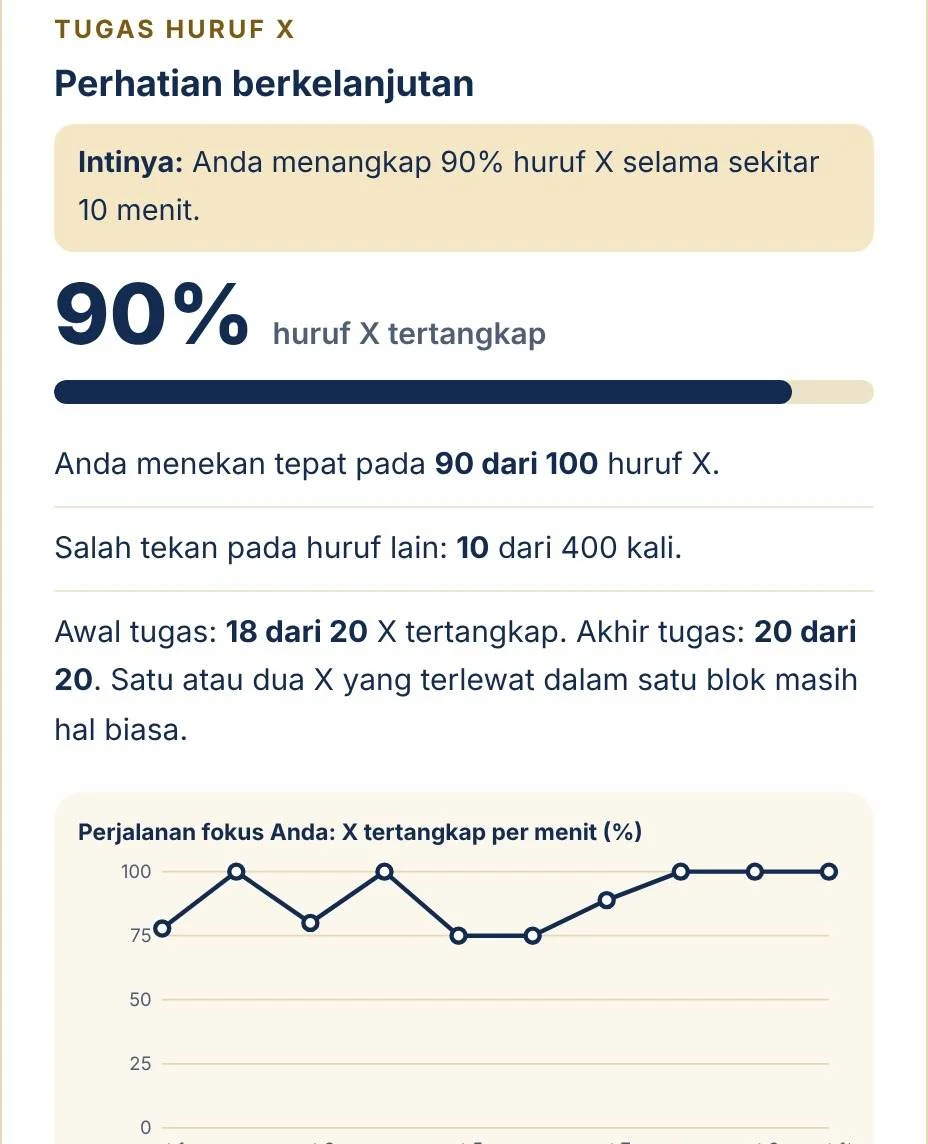 TUGAS HURUF X
Perhatian berkelanjutan
Intinya: Anda menangkap 90% huruf X selama sekitar
10 menit.
90% huruf X tertangkap
Anda menekan tepat pada 90 dari 100 huruf X.
Salah tekan pada huruf lain: 10 dari 400 kali.
Awal tugas: 18 dari 20 X tertangkap. Akhir tugas: 20 dari
20. Satu atau dua X yang terlewat dalam satu blok masih
hal biasa.
Perjalanan fokus Anda: X tertangkap per menit (%)
100
75
50
25
0